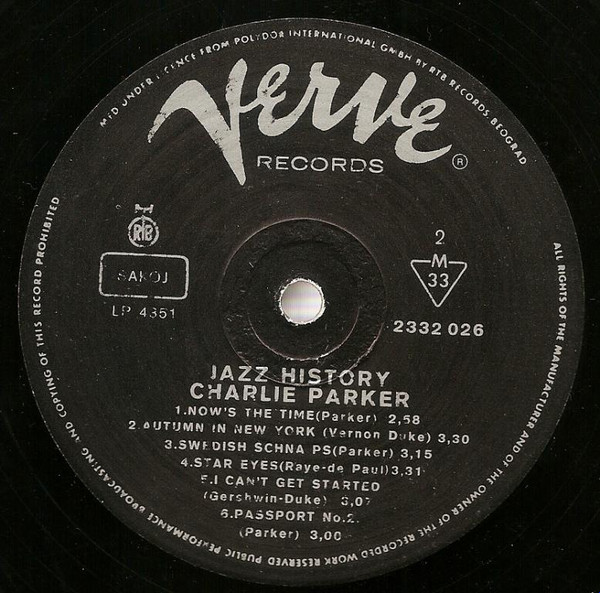 MFD UNDER LICENCE FROM POLYDOR INTERNATIONAL GMBH BY RTB RECORDS, BEOGRAD
Verve
RECORDS ®
RTB
SAKOJ
LP 4351
2
M
33
2332 026
JAZZ HISTORY
CHARLIE PARKER
1.NOW'S THE TIME(Parker) 2,58
2.AUTUMN IN NEW YORK (Vernon Duke) 3,30
3.SWEDISH SCHNA PS(Parker) 3,15
4.STAR EYES(Raye-de Paul)3,31
5.I CAN'T GET STARTED
(Gershwin-Duke) 3,07
6.PASSPORT No.2.
(Parker) 3,00
ALL RIGHTS OF THE MANUFACTURER AND OF THE OWNER OF THE RECORDED WORK RESERVED PUBLIC PERFORMANCE BROADCASTING AND COPYING OF THIS RECORD PROHIBITED